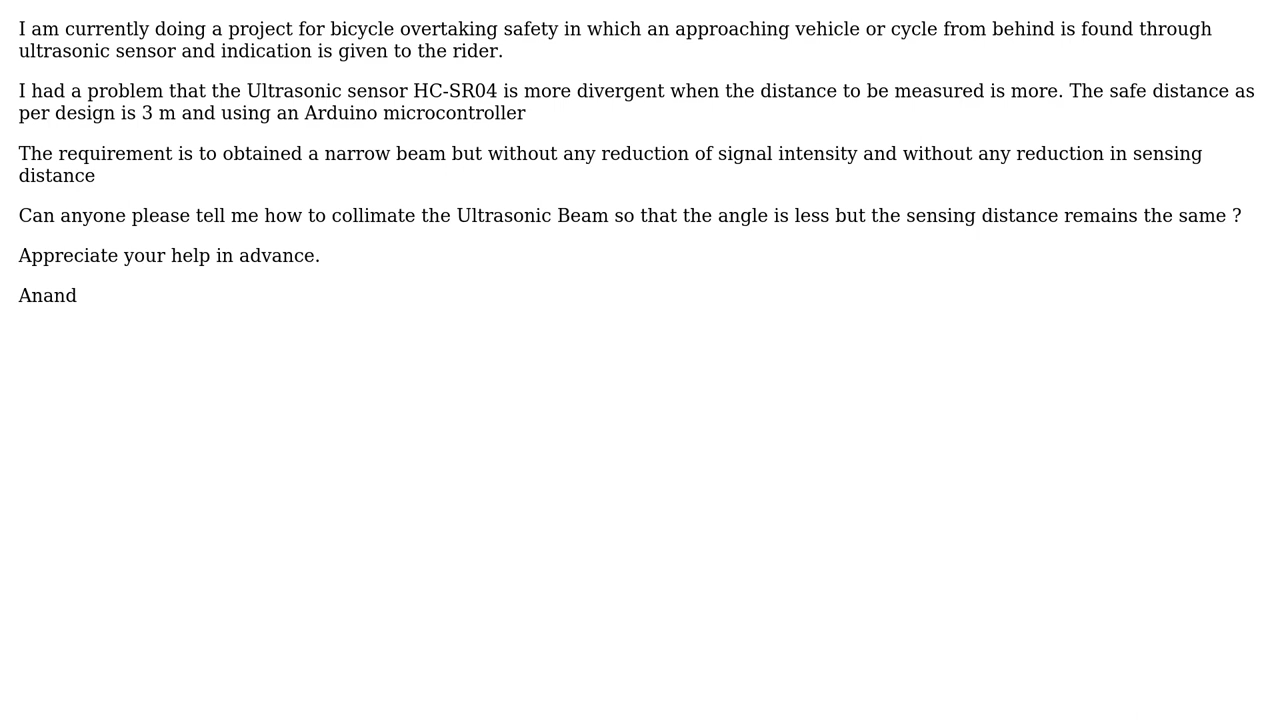 I am currently doing a project for bicycle overtaking safety in which an approaching vehicle or cycle from behind is found through
ultrasonic sensor and indication is given to the rider.
I had a problem that the Ultrasonic sensor HC-SR04 is more divergent when the distance to be measured is more. The safe distance as
per design is 3 m and using an Arduino microcontroller
The requirement is to obtained a narrow beam but without any reduction of signal intensity and without any reduction in sensing
distance
Can anyone please tell me how to collimate the Ultrasonic Beam so that the angle is less but the sensing distance remains the same ?
Appreciate your help in advance.
Anand